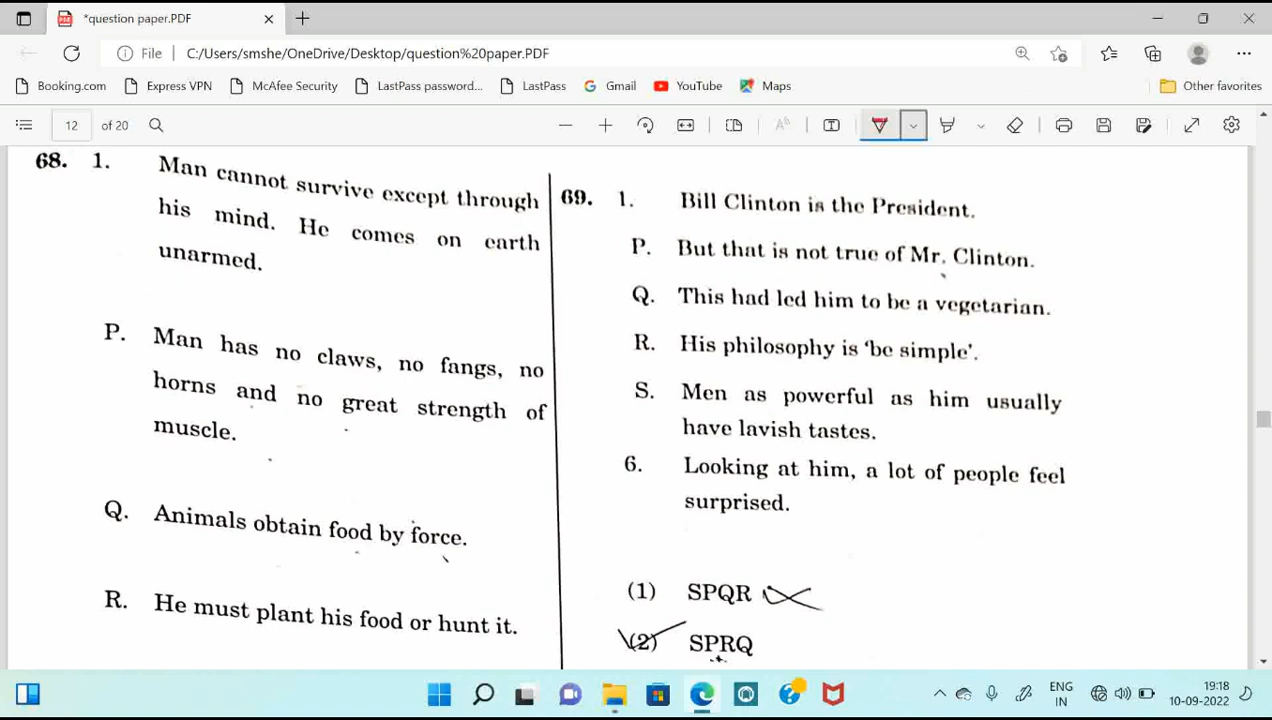 *question paper.PDF
File
C:/Users/smshe/OneDrive/Desktop/question%20paper.PDF
Booking.com
Express VPN
McAfee Security
LastPass password...
LastPass
Gmail
YouTube
Maps
Other favorites
12 of 20
68. 1. Man cannot survive except through
his mind. He comes on earth
unarmed.
P. Man has no claws, no fangs, no
horns and no great strength of
muscle.
Q. Animals obtain food by force.
R. He must plant his food or hunt it.
69. 1. Bill Clinton is the President.
P. But that is not true of Mr. Clinton.
Q. This had led him to be a vegetarian.
R. His philosophy is 'be simple'.
S. Men as powerful as him usually
have lavish tastes.
6. Looking at him, a lot of people feel
surprised.
(1) SPQR
(2) SPRQ
ENG
IN
19:18
10-09-2022